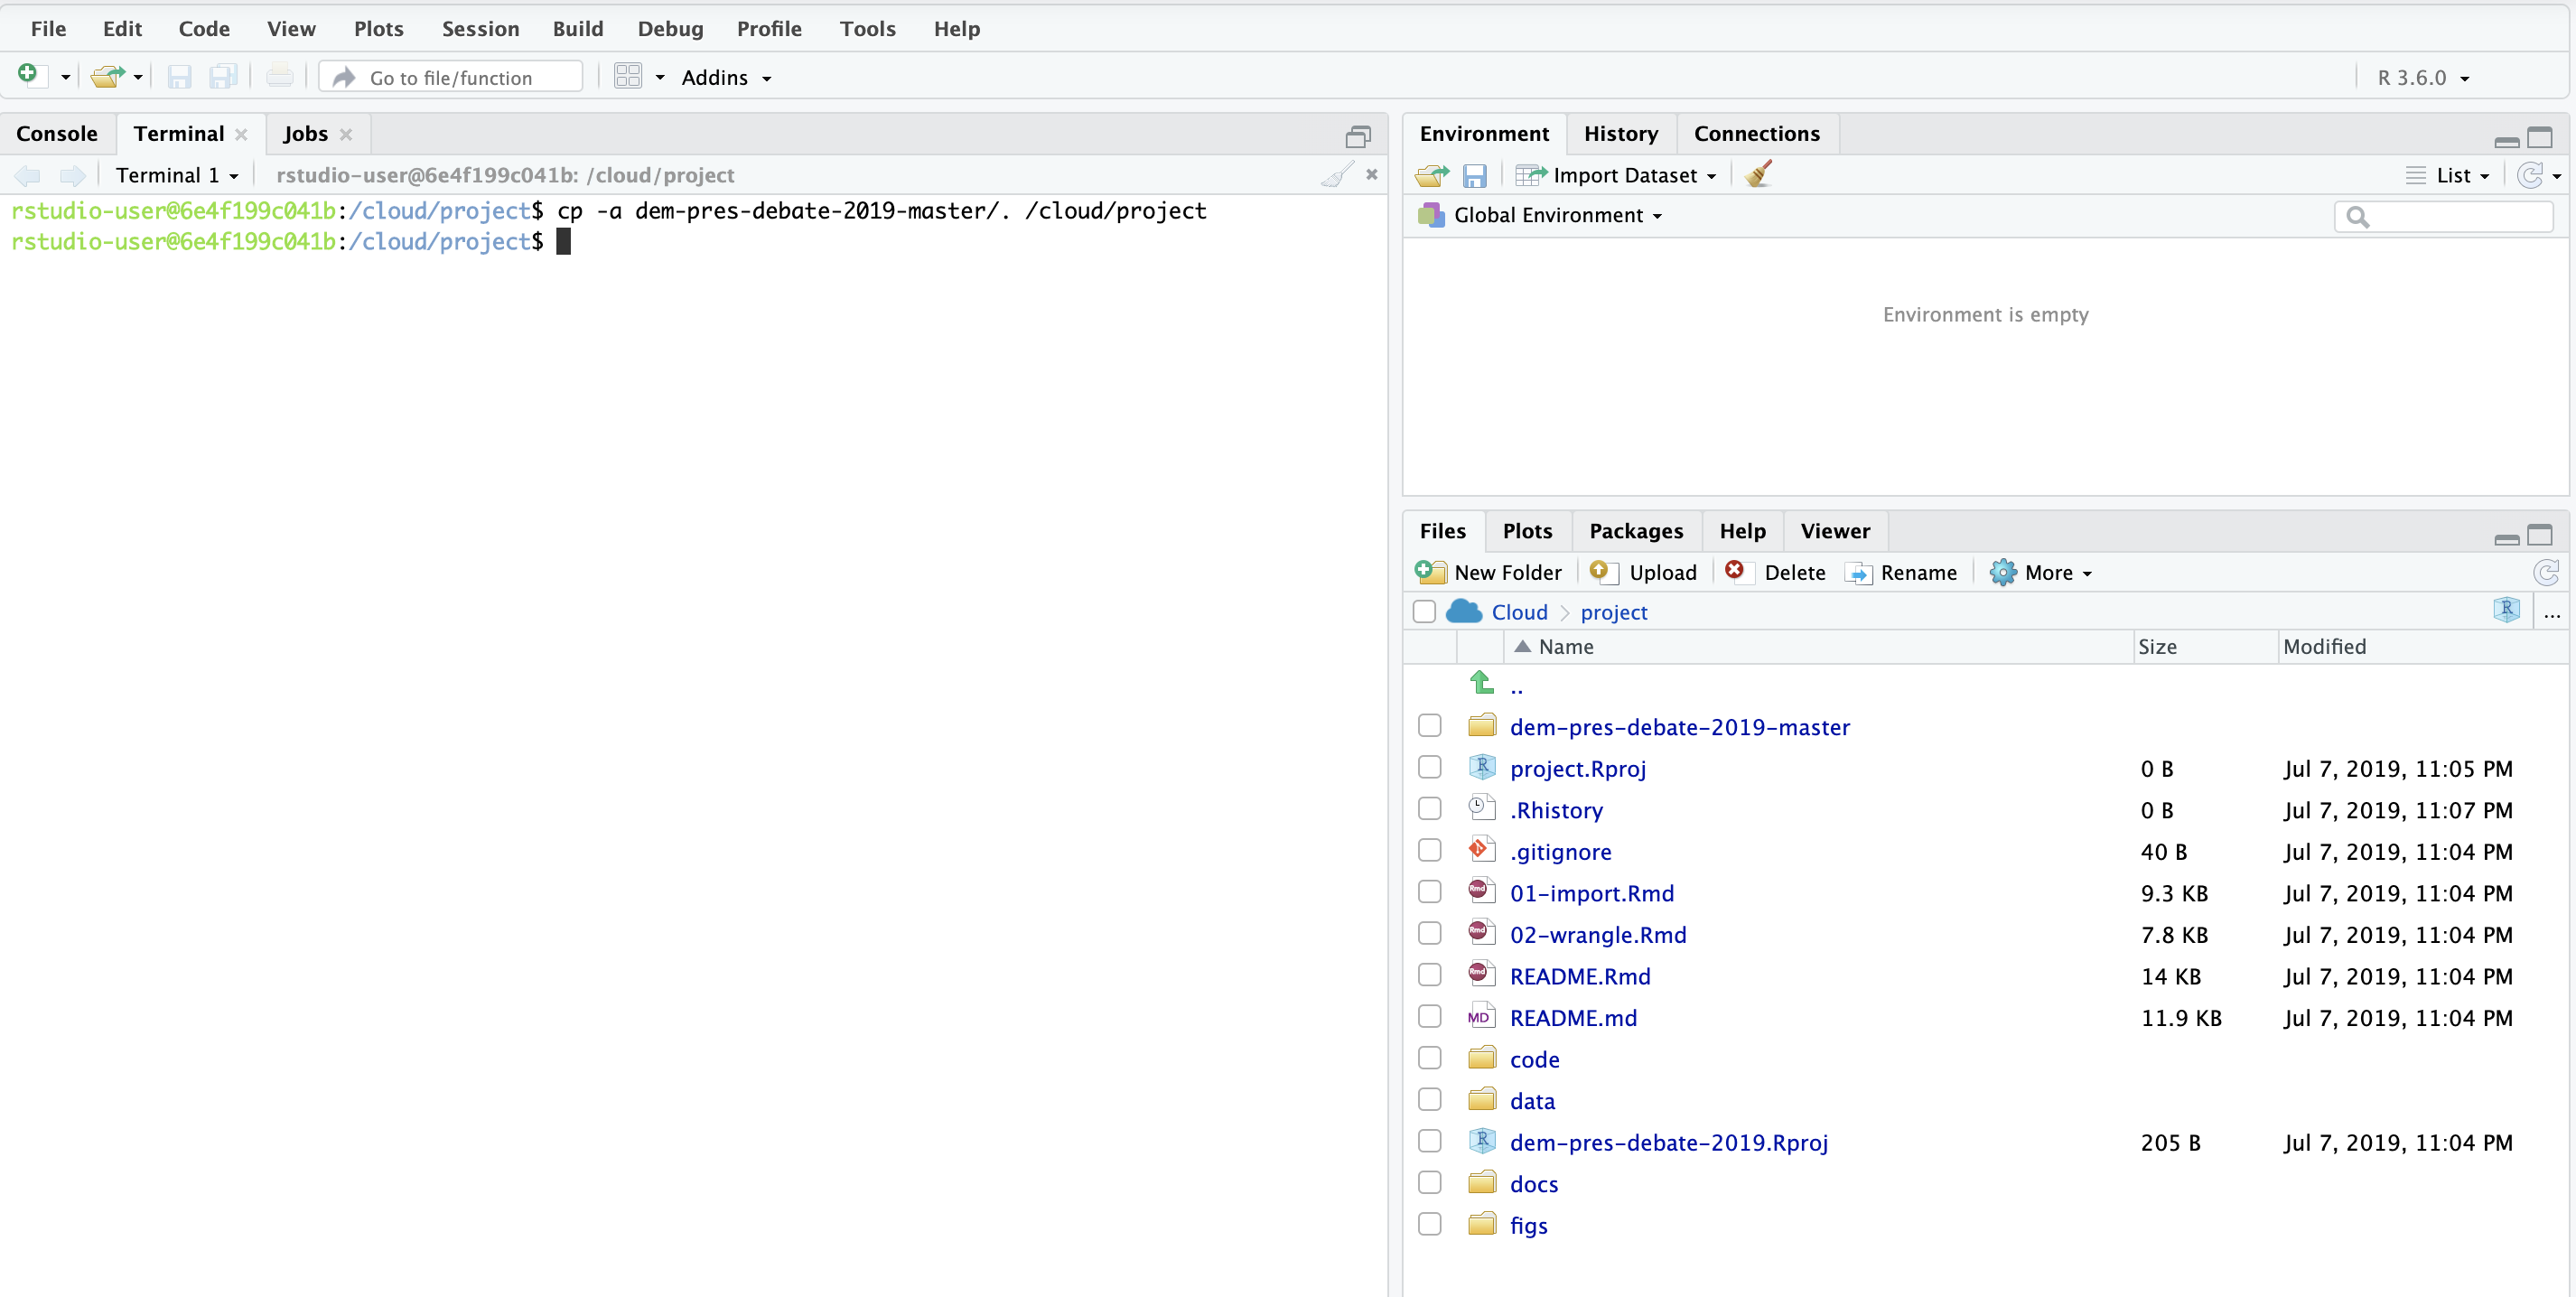 File Edit Code View Plots Session Build Debug Profile Tools Help
Go to file/function Addins R 3.6.0
Console Terminal Jobs
Terminal 1 rstudio-user@6e4f199c041b: /cloud/project
rstudio-user@6e4f199c041b:/cloud/project$ cp -a dem-pres-debate-2019-master/. /cloud/project
rstudio-user@6e4f199c041b:/cloud/project$
Environment History Connections
Import Dataset List
Global Environment
Environment is empty
Files Plots Packages Help Viewer
New Folder Upload Delete Rename More
Cloud project R ...
Name Size Modified
..
dem-pres-debate-2019-master
R project.Rproj 0 B Jul 7, 2019, 11:05 PM
.Rhistory 0 B Jul 7, 2019, 11:07 PM
.gitignore 40 B Jul 7, 2019, 11:04 PM
Rmd 01-import.Rmd 9.3 KB Jul 7, 2019, 11:04 PM
Rmd 02-wrangle.Rmd 7.8 KB Jul 7, 2019, 11:04 PM
Rmd README.Rmd 14 KB Jul 7, 2019, 11:04 PM
MD README.md 11.9 KB Jul 7, 2019, 11:04 PM
code
data
R dem-pres-debate-2019.Rproj 205 B Jul 7, 2019, 11:04 PM
docs
figs